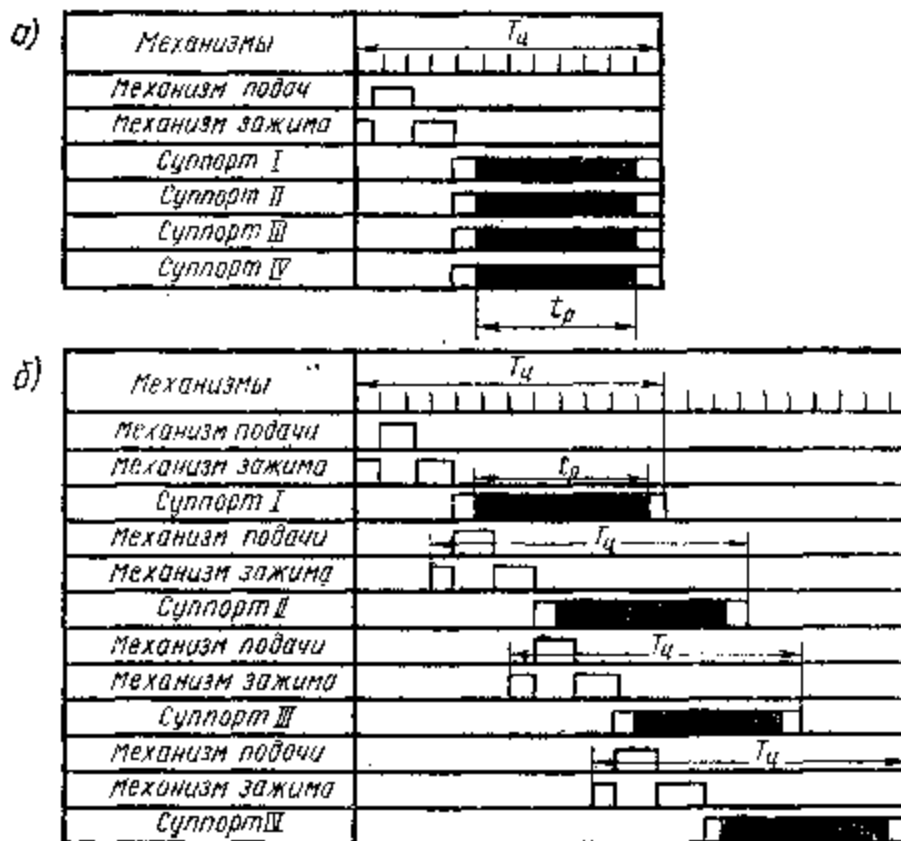 а)
Механизмы
Tц
Механизм подач
Механизм зажима
Суппорт I
Суппорт II
Суппорт III
Суппорт IV
tр
б)
Механизмы
Tц
Механизм подачи
Механизм зажима
tр
Суппорт I
Механизм подачи
Tц
Механизм зажима
Суппорт II
Механизм подачи
Tц
Механизм зажима
Суппорт III
Механизм подачи
Tц
Механизм зажима
Суппорт IV